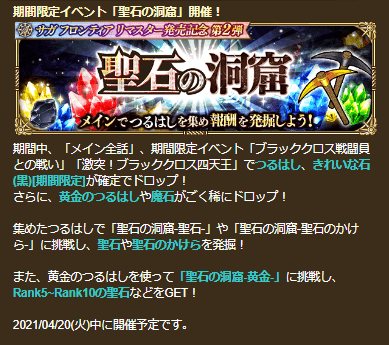 期間限定イベント「聖石の洞窟」開催！
サガ フロンティア リマスター発売記念 第2弾
聖石の洞窟
メインでつるはしを集め報酬を発掘しよう！
期間中、「メイン全話」、期間限定イベント「ブラッククロス戦闘員
との戦い」「激突！ブラッククロス四天王」でつるはし、きれいな石
(黒)[期間限定]が確定でドロップ！
さらに、黄金のつるはしや魔石がごく稀にドロップ！
集めたつるはしで「聖石の洞窟-聖石-」や「聖石の洞窟-聖石のかけ
ら-」に挑戦し、聖石や聖石のかけらを発掘！
また、黄金のつるはしを使って「聖石の洞窟-黄金-」に挑戦し、
Rank5~Rank10の聖石などをGET！
2021/04/20(火)中に開催予定です。